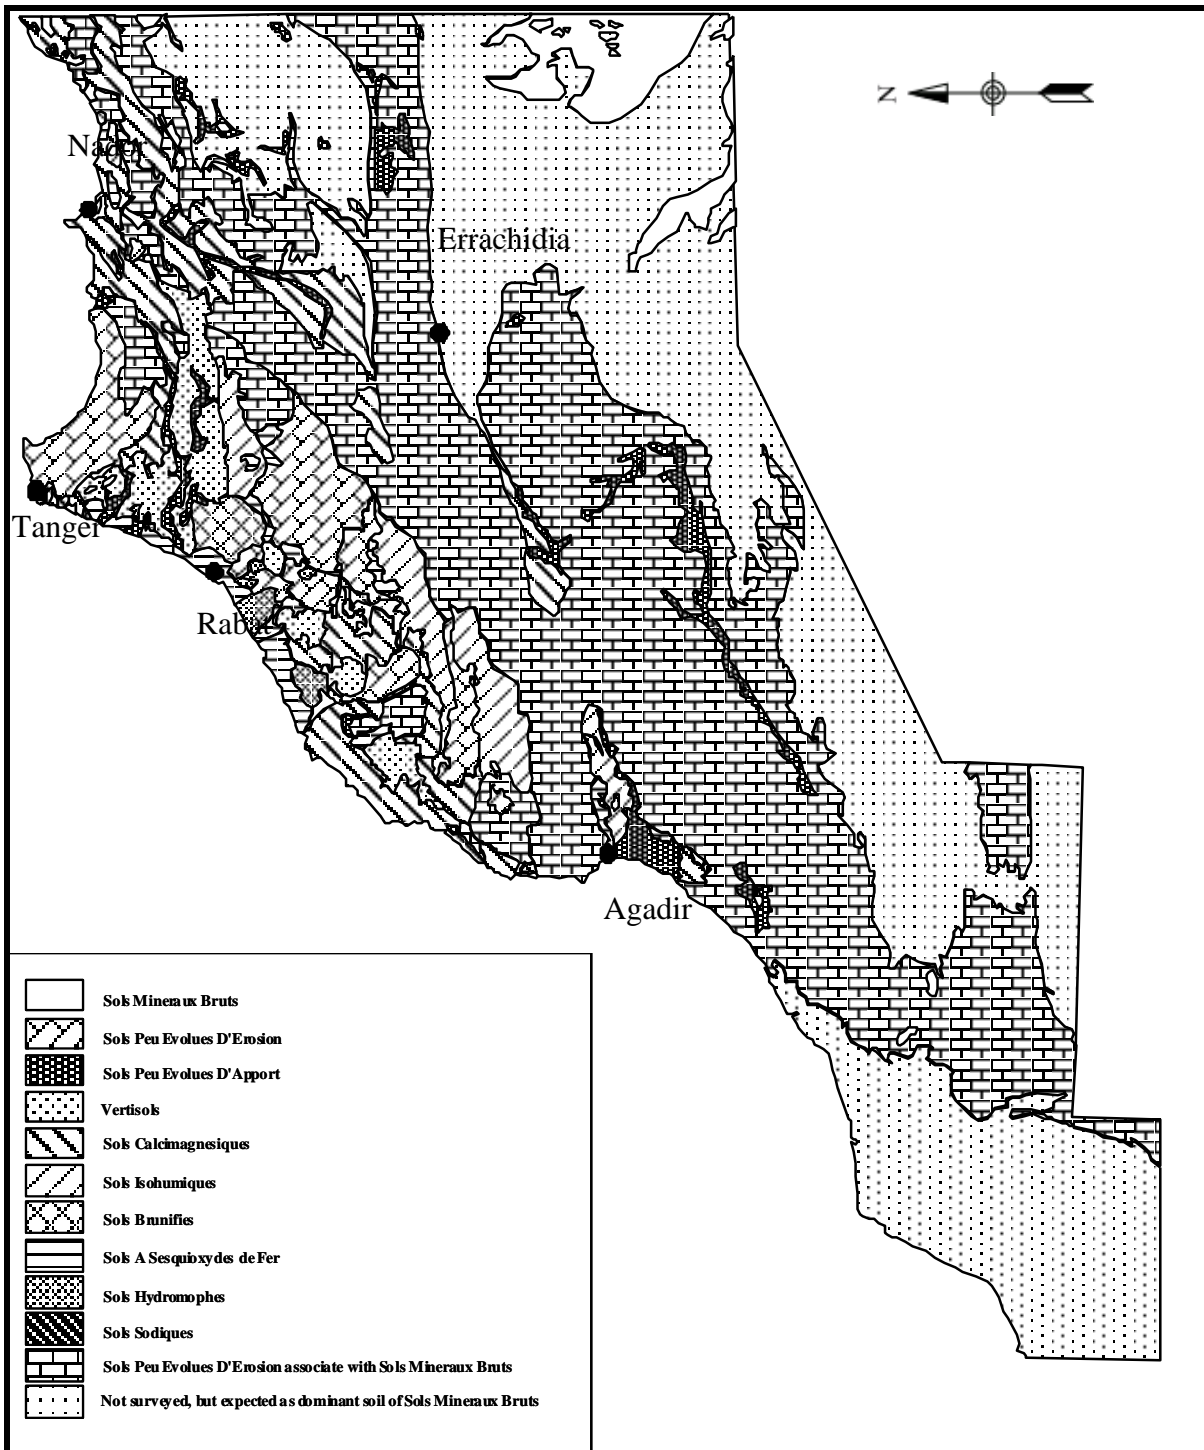 N
Nador
Errachidia
Tanger
Rabat
Agadir
Sols Mineraux Bruts
Sols Peu Evolues D'Erosion
Sols Peu Evolues D'Apport
Vertisols
Sols Calcimagnesiques
Sols Isohumiques
Sols Brunifies
Sols A Sesquioxydes de Fer
Sols Hydromophes
Sols Sodiques
Sols Peu Evolues D'Erosion associate with Sols Mineraux Bruts
Not surveyed, but expected as dominant soil of Sols Mineraux Bruts